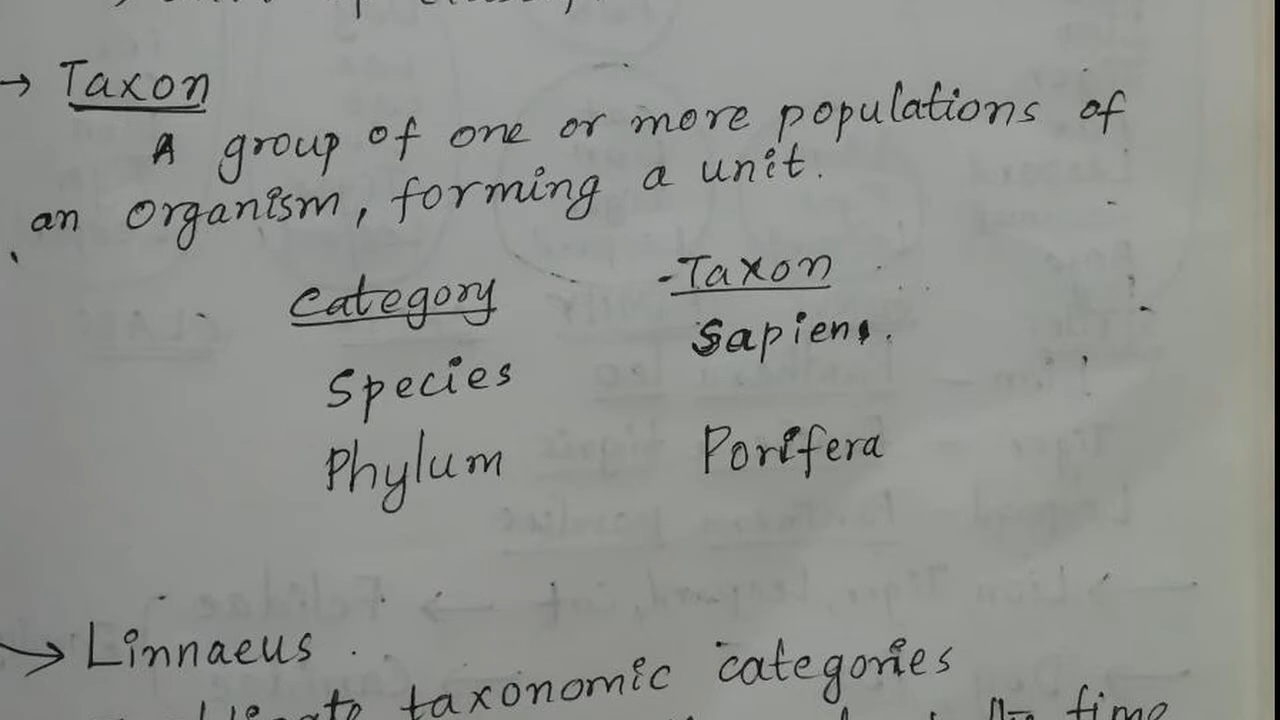 → Taxon
A group of one or more populations of
an organism, forming a unit.
Category Taxon
Species Sapiens.
Phylum Porifera
→ Linnaeus
taxonomic categories
time